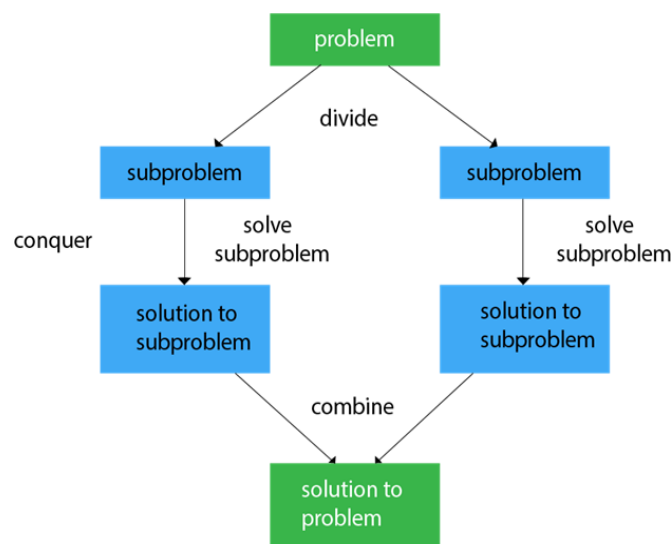 problem
divide
subproblem
subproblem
conquer
solve
subproblem
solve
subproblem
solution to
subproblem
solution to
subproblem
combine
solution to
problem